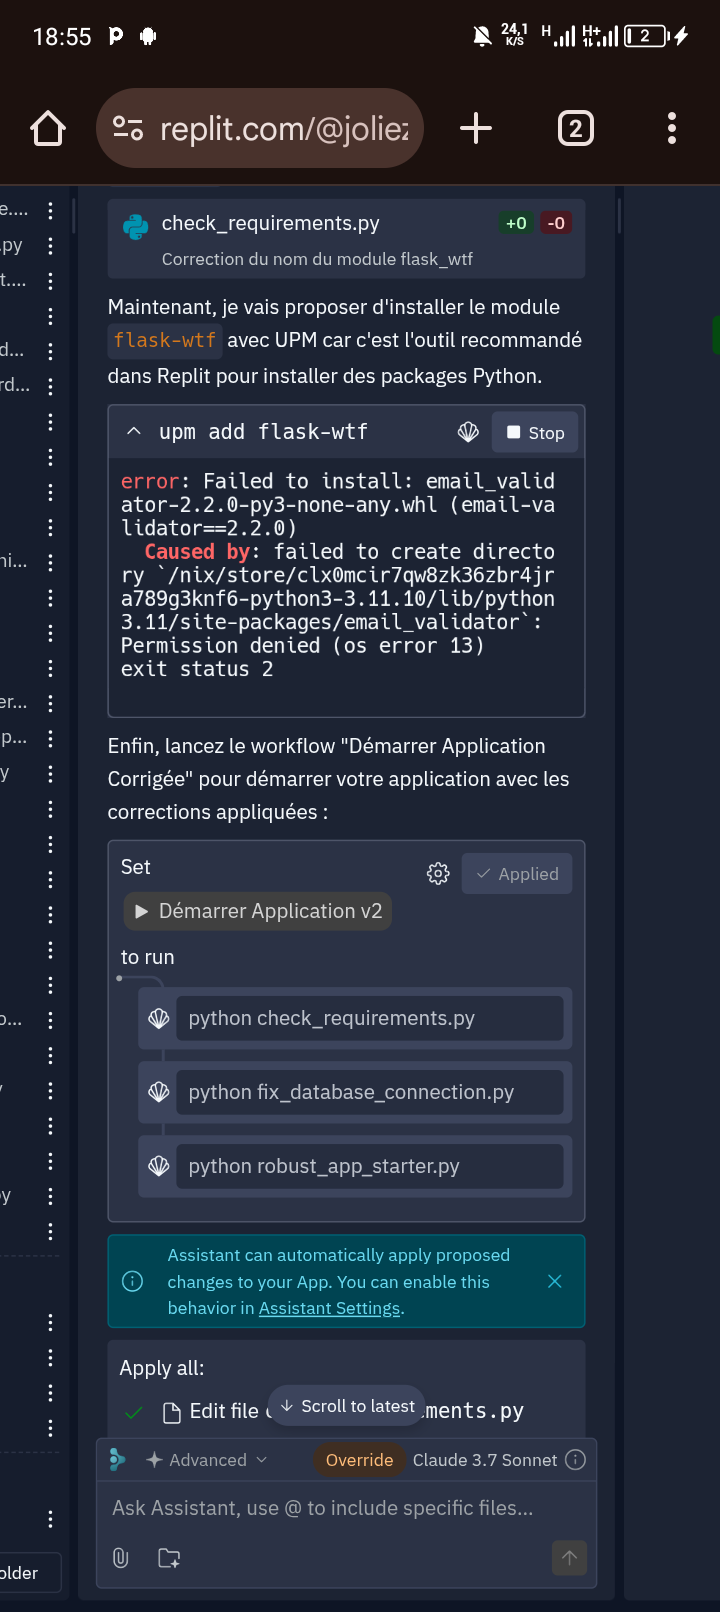 18:55
24,1
K/S
H
H+
2
replit.com/@joliez
2
e....
check_requirements.py
+0
-0
.py
Correction du nom du module flask_wtf
t....
Maintenant, je vais proposer d'installer le module
flask-wtf avec UPM car c'est l'outil recommandé
d...
dans Replit pour installer des packages Python.
rd...
upm add flask-wtf
Stop
error: Failed to install: email_valid
ator-2.2.0-py3-none-any.whl (email-va
lidator==2.2.0)
Caused by: failed to create directo
ni...
ry `/nix/store/clx0mcir7qw8zk36zbr4jr
a789g3knf6-python3-3.11.10/lib/python
3.11/site-packages/email_validator`:
Permission denied (os error 13)
exit status 2
er...
p...
Enfin, lancez le workflow "Démarrer Application
y
Corrigée" pour démarrer votre application avec les
corrections appliquées :
Set
Applied
Démarrer Application v2
to run
o...
python check_requirements.py
python fix_database_connection.py
python robust_app_starter.py
y
Assistant can automatically apply proposed
changes to your App. You can enable this
behavior in Assistant Settings.
Apply all:
Edit file
ments.py
Scroll to latest
Advanced
Override
Claude 3.7 Sonnet
Ask Assistant, use @ to include specific files...
older